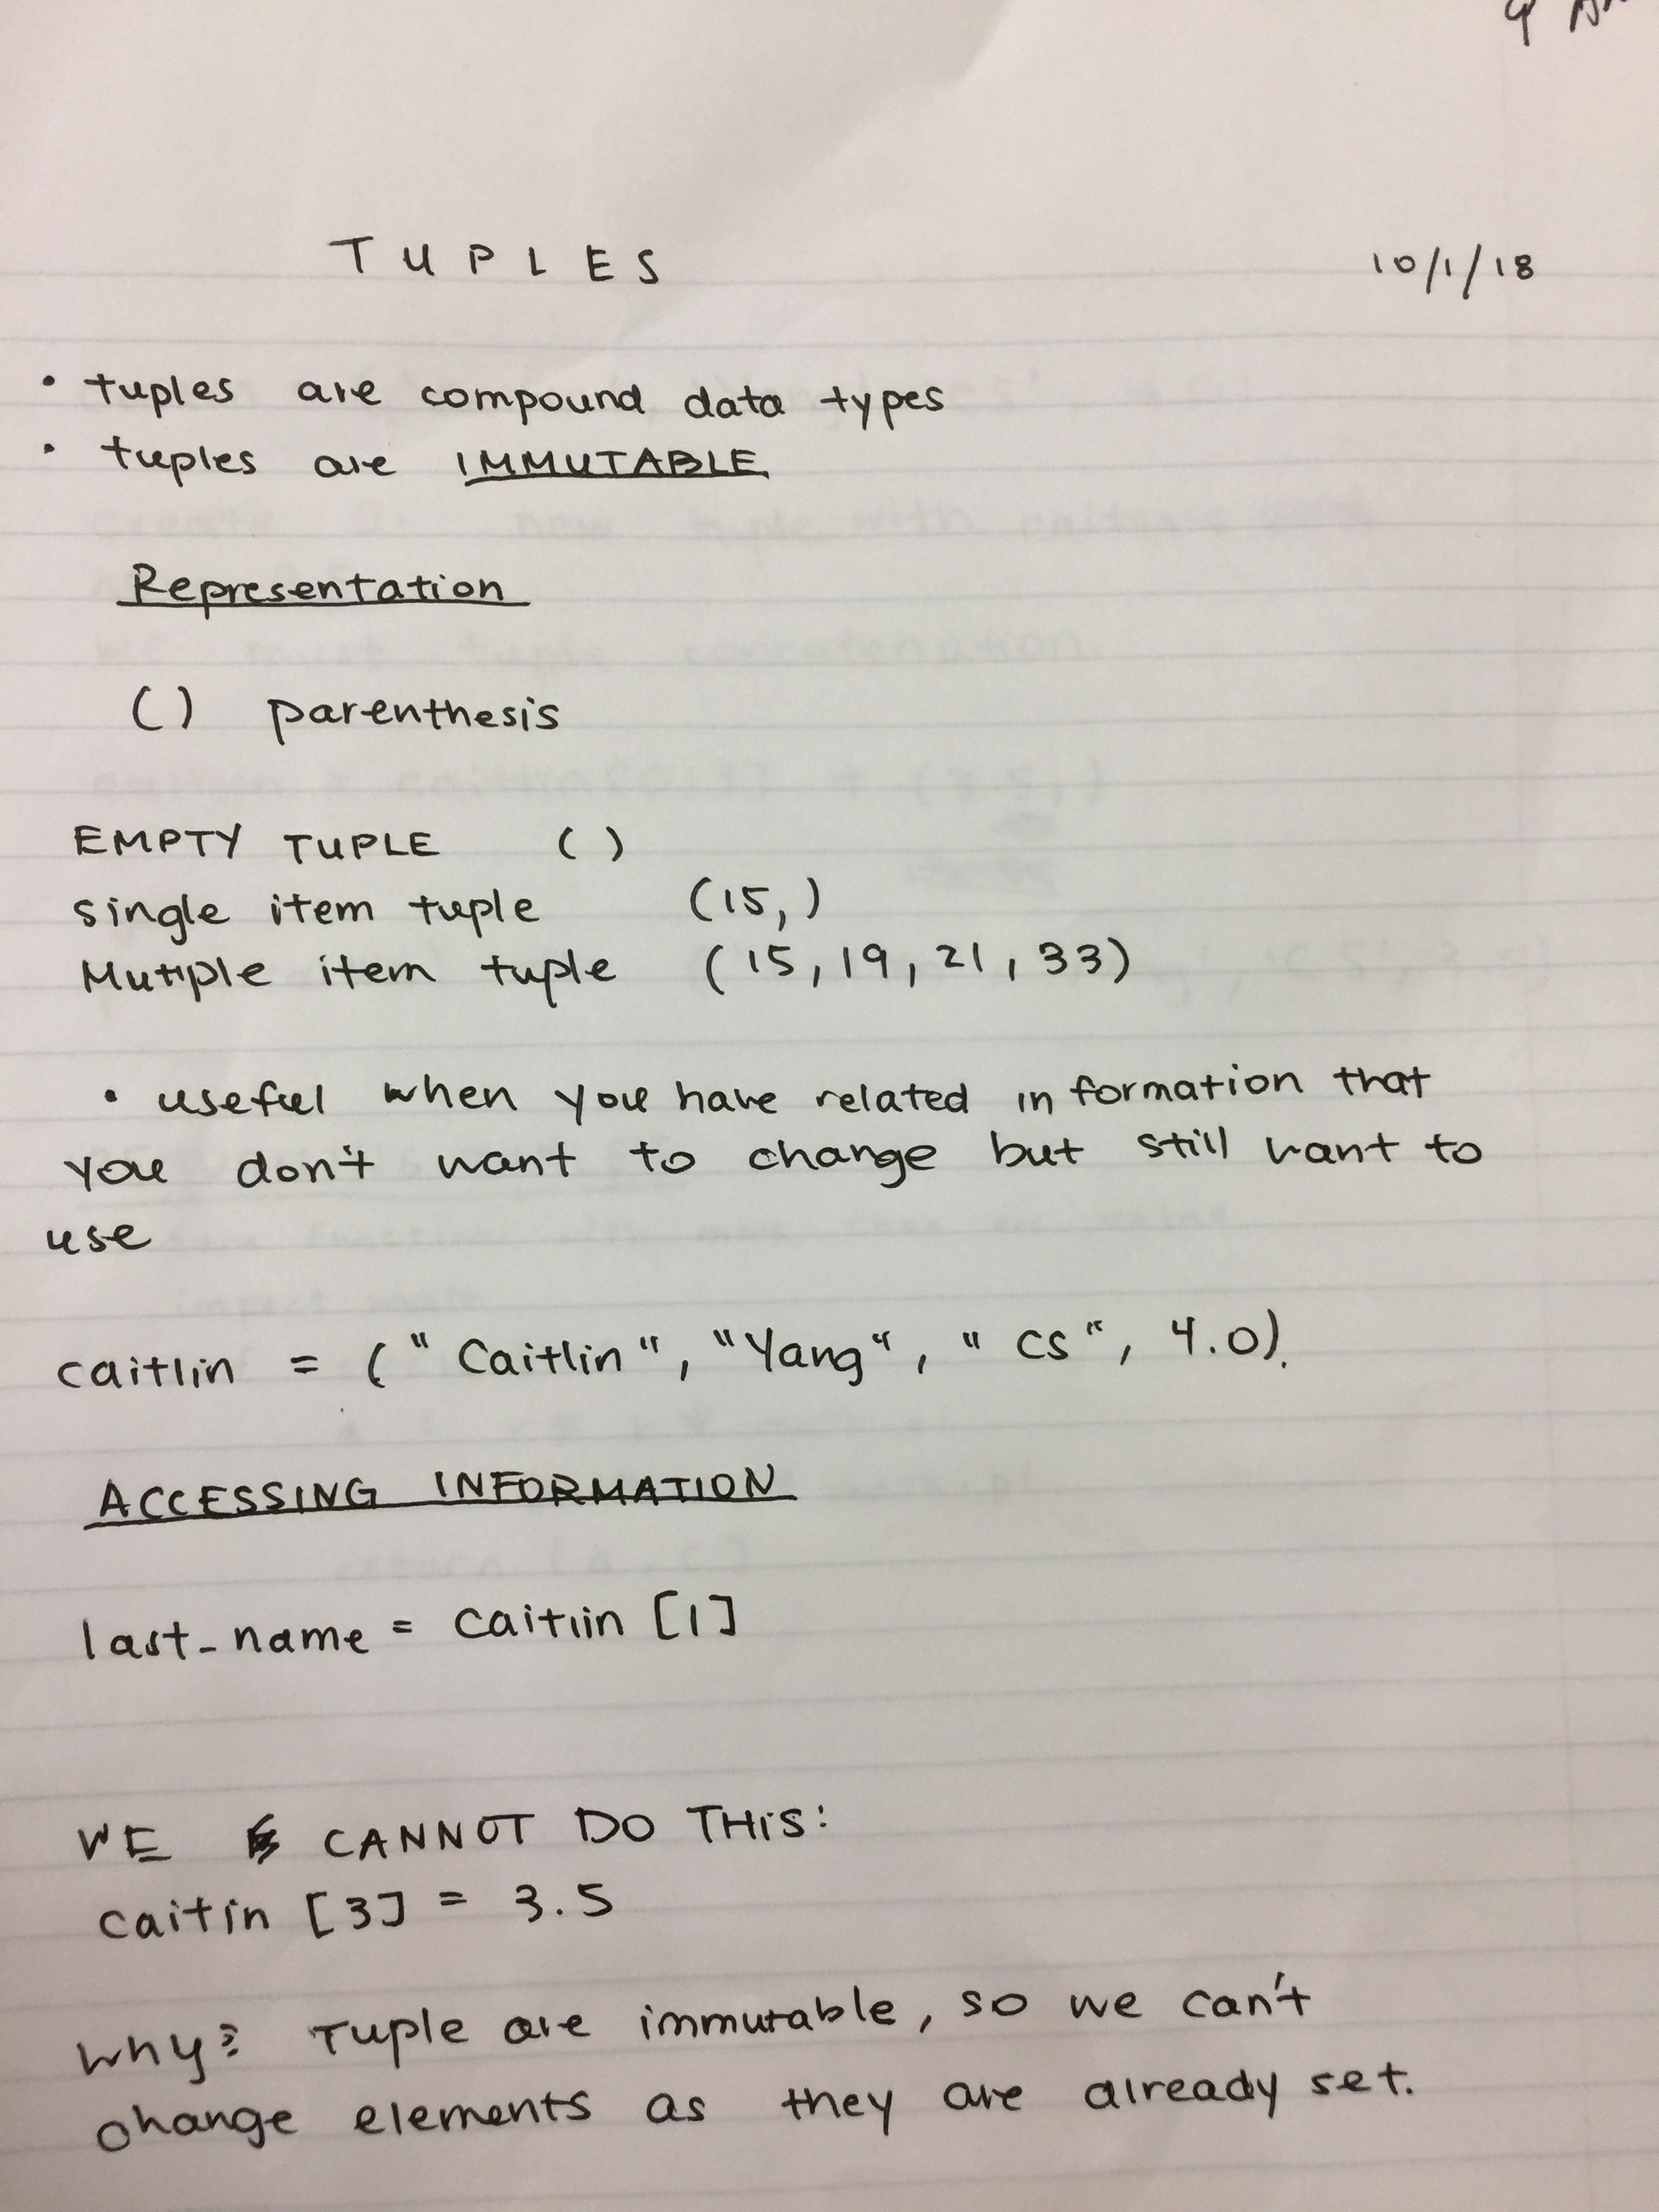 TUPLES 10/1/18
• tuples are compound data types
• tuples are IMMUTABLE
Representation
() parenthesis
EMPTY TUPLE ( )
single item tuple (15,)
Mutiple item tuple (15, 19, 21, 33)
• useful when you have related information that
you don't want to change but still want to
use
caitlin = ("Caitlin", "Yang", "CS", 4.0).
ACCESSING INFORMATION
last_name = caitlin [1]
WE CANNOT DO THIS:
caitin [3] = 3.5
Why? Tuple are immutable, so we can't
change elements as they are already set.